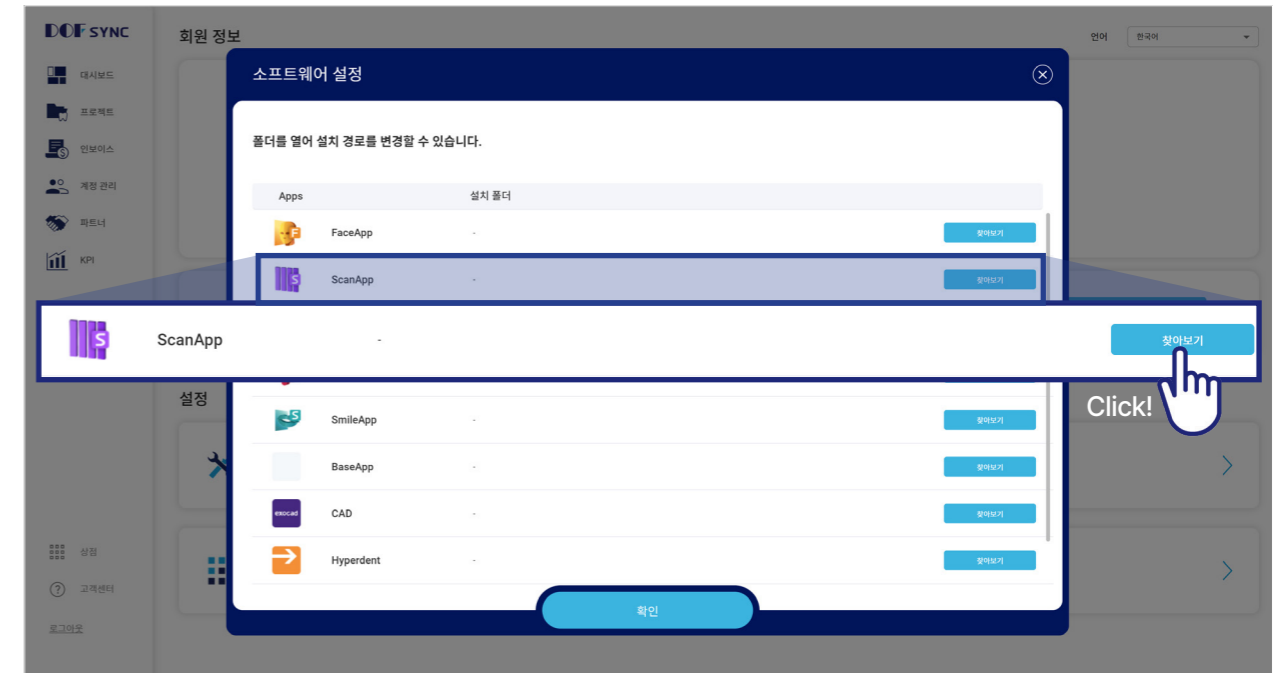 DOF SYNC
회원 정보
언어
한국어
대시보드
프로젝트
인보이스
계정 관리
파트너
KPI
소프트웨어 설정
폴더를 열어 설치 경로를 변경할 수 있습니다.
Apps 설치 폴더
F
FaceApp - 찾아보기
S
ScanApp - 찾아보기
S
ScanApp - 찾아보기
Click!
설정
S
SmileApp - 찾아보기
BaseApp - 찾아보기
exocad
CAD - 찾아보기
Hyperdent - 찾아보기
확인
상점
? 고객센터
로그아웃